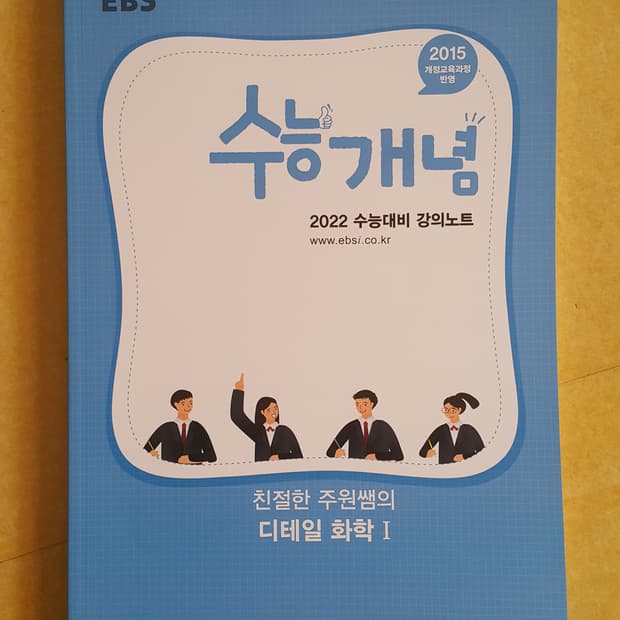 EBS
2015
개정교육과정
반영
수능개념
2022 수능대비 강의노트
www.ebsi.co.kr
친절한 주원쌤의
디테일 화학 I